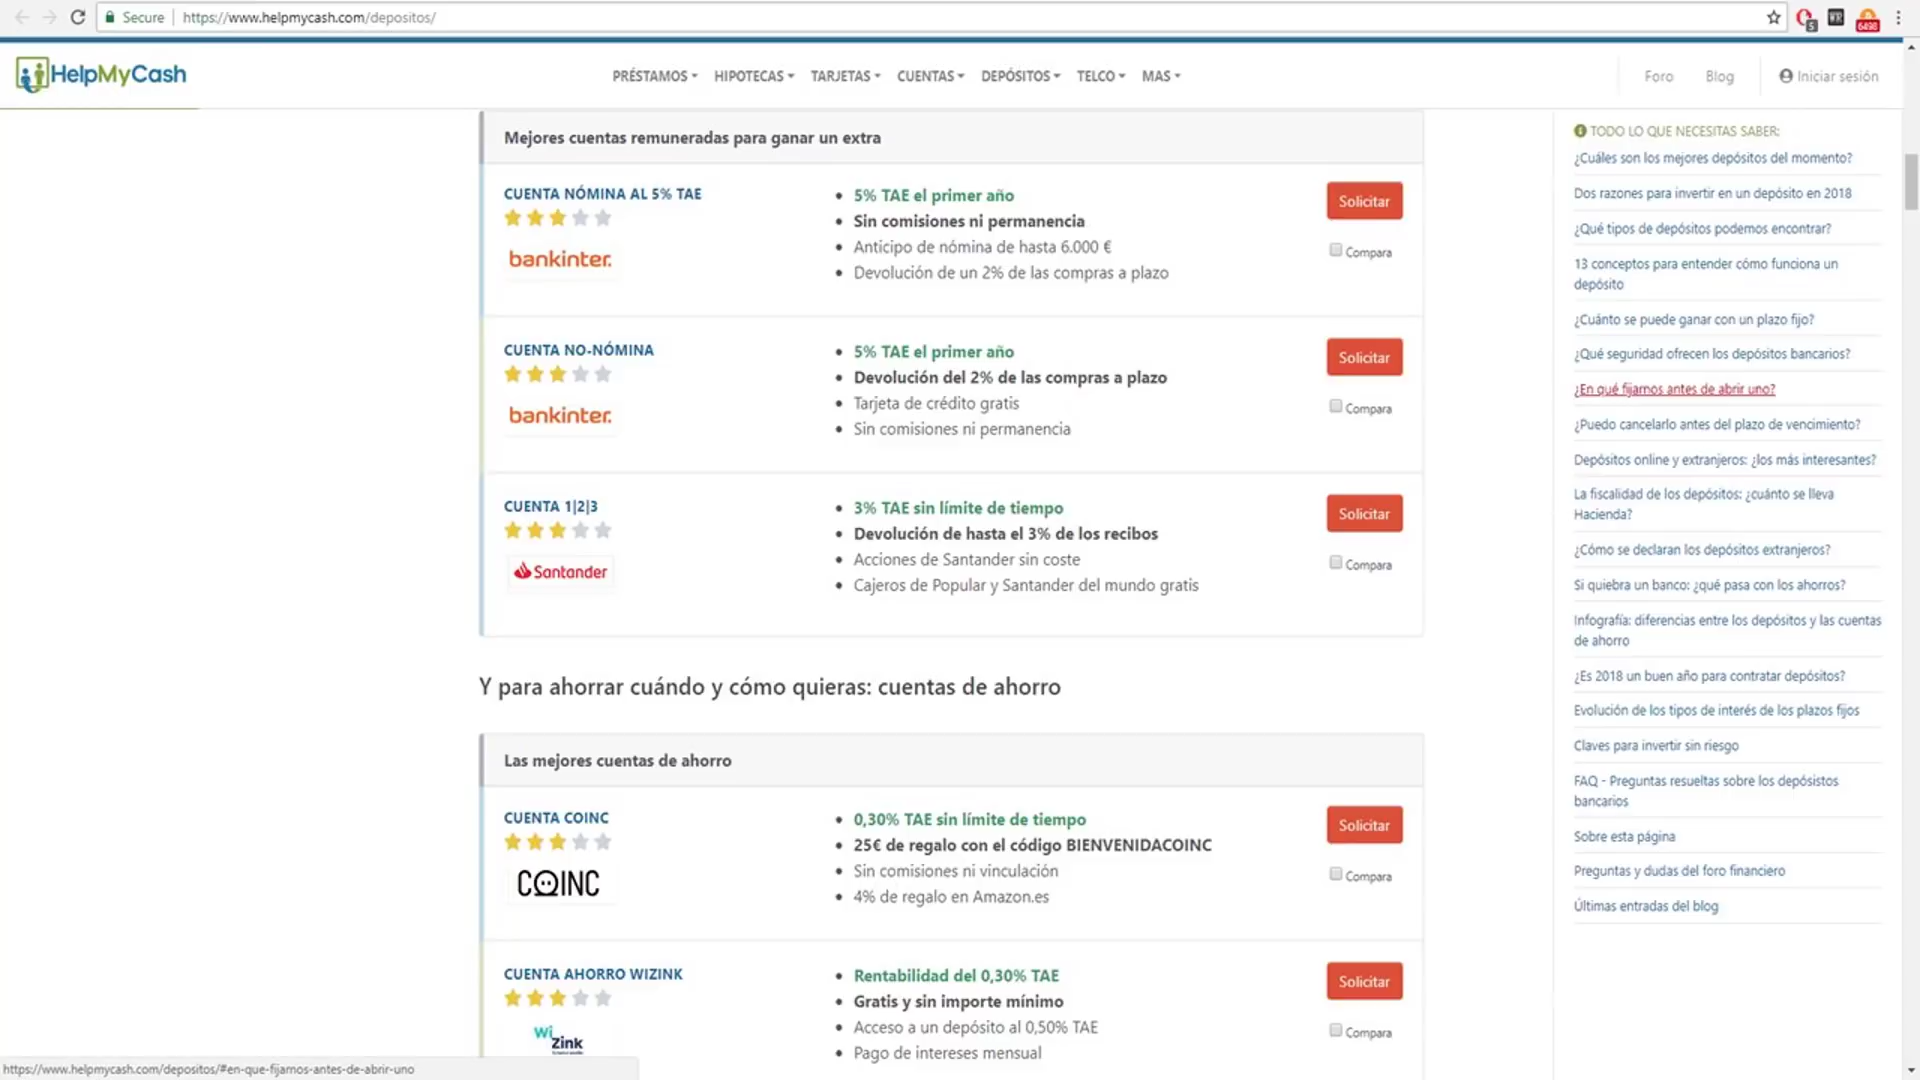 Secure
https://www.helpmycash.com/depositos/
5
6498
HelpMyCash
PRÉSTAMOS
HIPOTECAS
TARJETAS
CUENTAS
DEPÓSITOS
TELCO
MAS
Foro
Blog
Iniciar sesión
Mejores cuentas remuneradas para ganar un extra
CUENTA NÓMINA AL 5% TAE
bankinter.
5% TAE el primer año
Sin comisiones ni permanencia
Anticipo de nómina de hasta 6.000 €
Devolución de un 2% de las compras a plazo
Solicitar
Compara
CUENTA NO-NÓMINA
bankinter.
5% TAE el primer año
Devolución del 2% de las compras a plazo
Tarjeta de crédito gratis
Sin comisiones ni permanencia
Solicitar
Compara
CUENTA 1|2|3
Santander
3% TAE sin límite de tiempo
Devolución de hasta el 3% de los recibos
Acciones de Santander sin coste
Cajeros de Popular y Santander del mundo gratis
Solicitar
Compara
Y para ahorrar cuándo y cómo quieras: cuentas de ahorro
Las mejores cuentas de ahorro
CUENTA COINC
COINC
0,30% TAE sin límite de tiempo
25€ de regalo con el código BIENVENIDACOINC
Sin comisiones ni vinculación
4% de regalo en Amazon.es
Solicitar
Compara
CUENTA AHORRO WIZINK
Wi
Zink
Rentabilidad del 0,30% TAE
Gratis y sin importe mínimo
Acceso a un depósito al 0,50% TAE
Pago de intereses mensual
Solicitar
Compara
TODO LO QUE NECESITAS SABER:
¿Cuáles son los mejores depósitos del momento?
Dos razones para invertir en un depósito en 2018
¿Qué tipos de depósitos podemos encontrar?
13 conceptos para entender cómo funciona un
depósito
¿Cuánto se puede ganar con un plazo fijo?
¿Qué seguridad ofrecen los depósitos bancarios?
¿En qué fijarnos antes de abrir uno?
¿Puedo cancelarlo antes del plazo de vencimiento?
Depósitos online y extranjeros: ¿los más interesantes?
La fiscalidad de los depósitos: ¿cuánto se lleva
Hacienda?
¿Cómo se declaran los depósitos extranjeros?
Si quiebra un banco: ¿qué pasa con los ahorros?
Infografía: diferencias entre los depósitos y las cuentas
de ahorro
¿Es 2018 un buen año para contratar depósitos?
Evolución de los tipos de interés de los plazos fijos
Claves para invertir sin riesgo
FAQ - Preguntas resueltas sobre los depósistos
bancarios
Sobre esta página
Preguntas y dudas del foro financiero
Últimas entradas del blog
https://www.helpmycash.com/depositos/#en-que-fijarnos-antes-de-abrir-uno